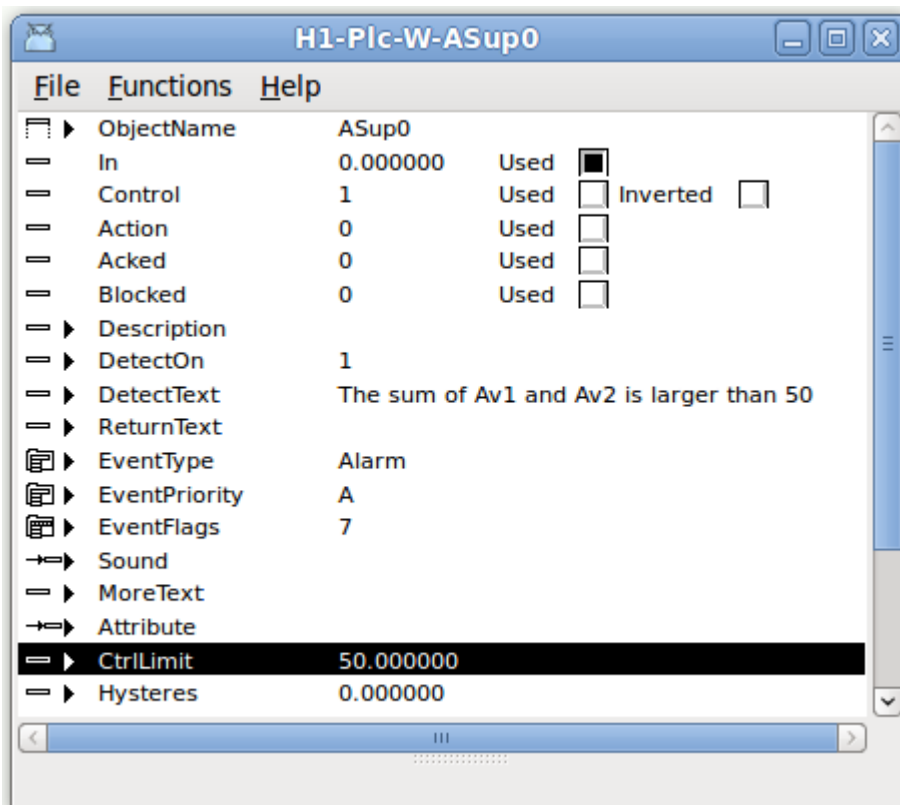 H1-Plc-W-ASup0
File Functions Help
ObjectName ASup0
In 0.000000 Used
Control 1 Used Inverted
Action 0 Used
Acked 0 Used
Blocked 0 Used
Description
DetectOn 1
DetectText The sum of Av1 and Av2 is larger than 50
ReturnText
EventType Alarm
EventPriority A
EventFlags 7
Sound
MoreText
Attribute
CtrlLimit 50.000000
Hysteres 0.000000